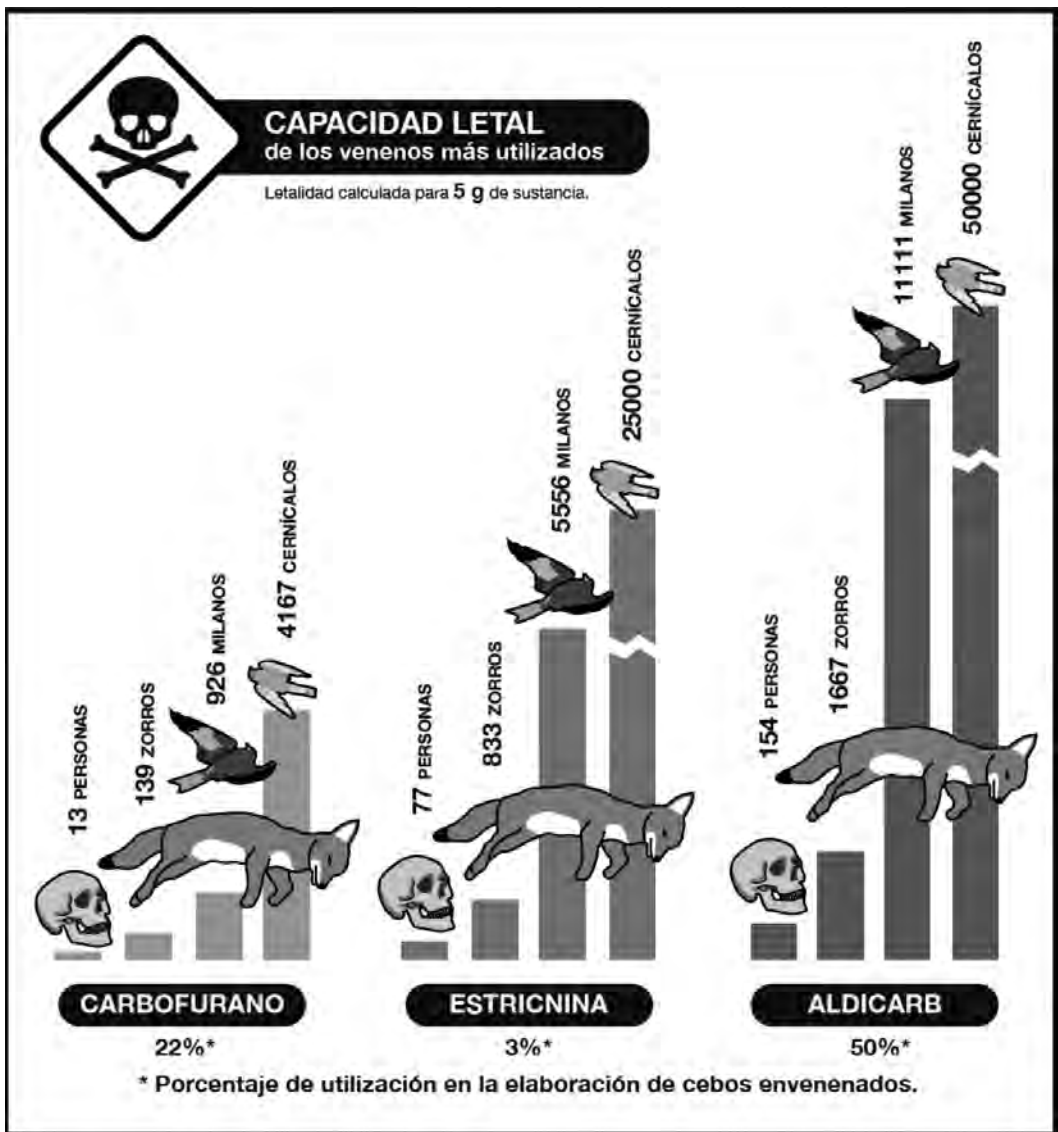 CAPACIDAD LETAL
de los venenos más utilizados
Letalidad calculada para 5 g de sustancia.
13 PERSONAS
139 ZORROS
926 MILANOS
4167 CERNÍCALOS
CARBOFURANO
22%*
77 PERSONAS
833 ZORROS
5556 MILANOS
25000 CERNÍCALOS
ESTRICNINA
3%*
154 PERSONAS
1667 ZORROS
11111 MILANOS
50000 CERNÍCALOS
ALDICARB
50%*
* Porcentaje de utilización en la elaboración de cebos envenenados.